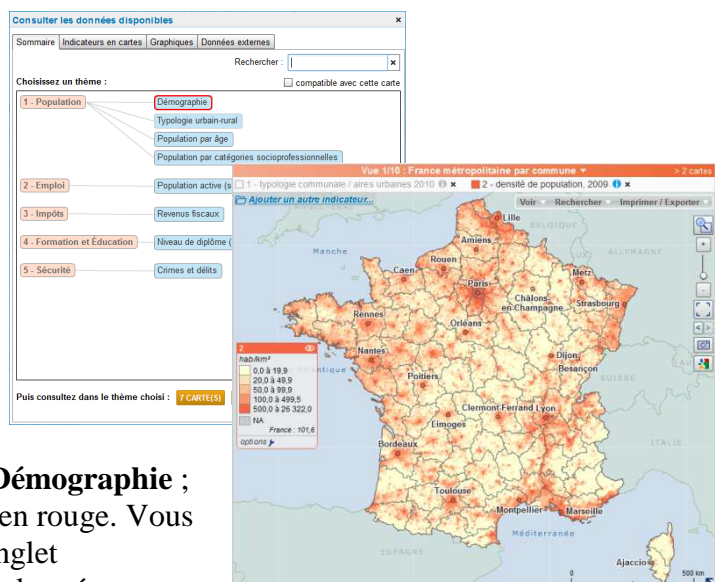 Consulter les données disponibles ×
Sommaire Indicateurs en cartes Graphiques Données externes
Rechercher : ×
Choisissez un thème : compatible avec cette carte
1 - Population Démographie
Typologie urbain-rural
Population par âge
Population par catégories socioprofessionnelles
2 - Emploi Population active (s
3 - Impôts Revenus fiscaux
4 - Formation et Éducation Niveau de diplôme (
5 - Sécurité Crimes et délits
Puis consultez dans le thème choisi : 7 CARTE(S)
Vue 1/10 : France métropolitaine par commune > 2 cartes
1 - typologie communale / aires urbaines 2010 × 2 - densité de population, 2009 ×
Ajouter un autre indicateur... Voir Rechercher Imprimer / Exporter
Lille
BELGIQUE
Amiens
Manche
ALLEMAGNE
Rouen
Caen
Metz
Paris
Châlons-
en-Champagne
Strasbourg
Rennes
Orléans
Nantes
Dijon
Besançon
Atlantique
Poitiers
SUISSE
Clermont-Ferrand Lyon
Limoges
ITALIE
Bordeaux
Toulouse
Montpellier
Marseille
Méditerranée
ESPAGNE
Ajaccio
0 500 km
2
hab/km²
0,0 à 19,9
20,0 à 49,9
50,0 à 99,9
100,0 à 499,5
500,0 à 26 322,0
NA
France : 101,6
options
Démographie ;
en rouge. Vous
nglet